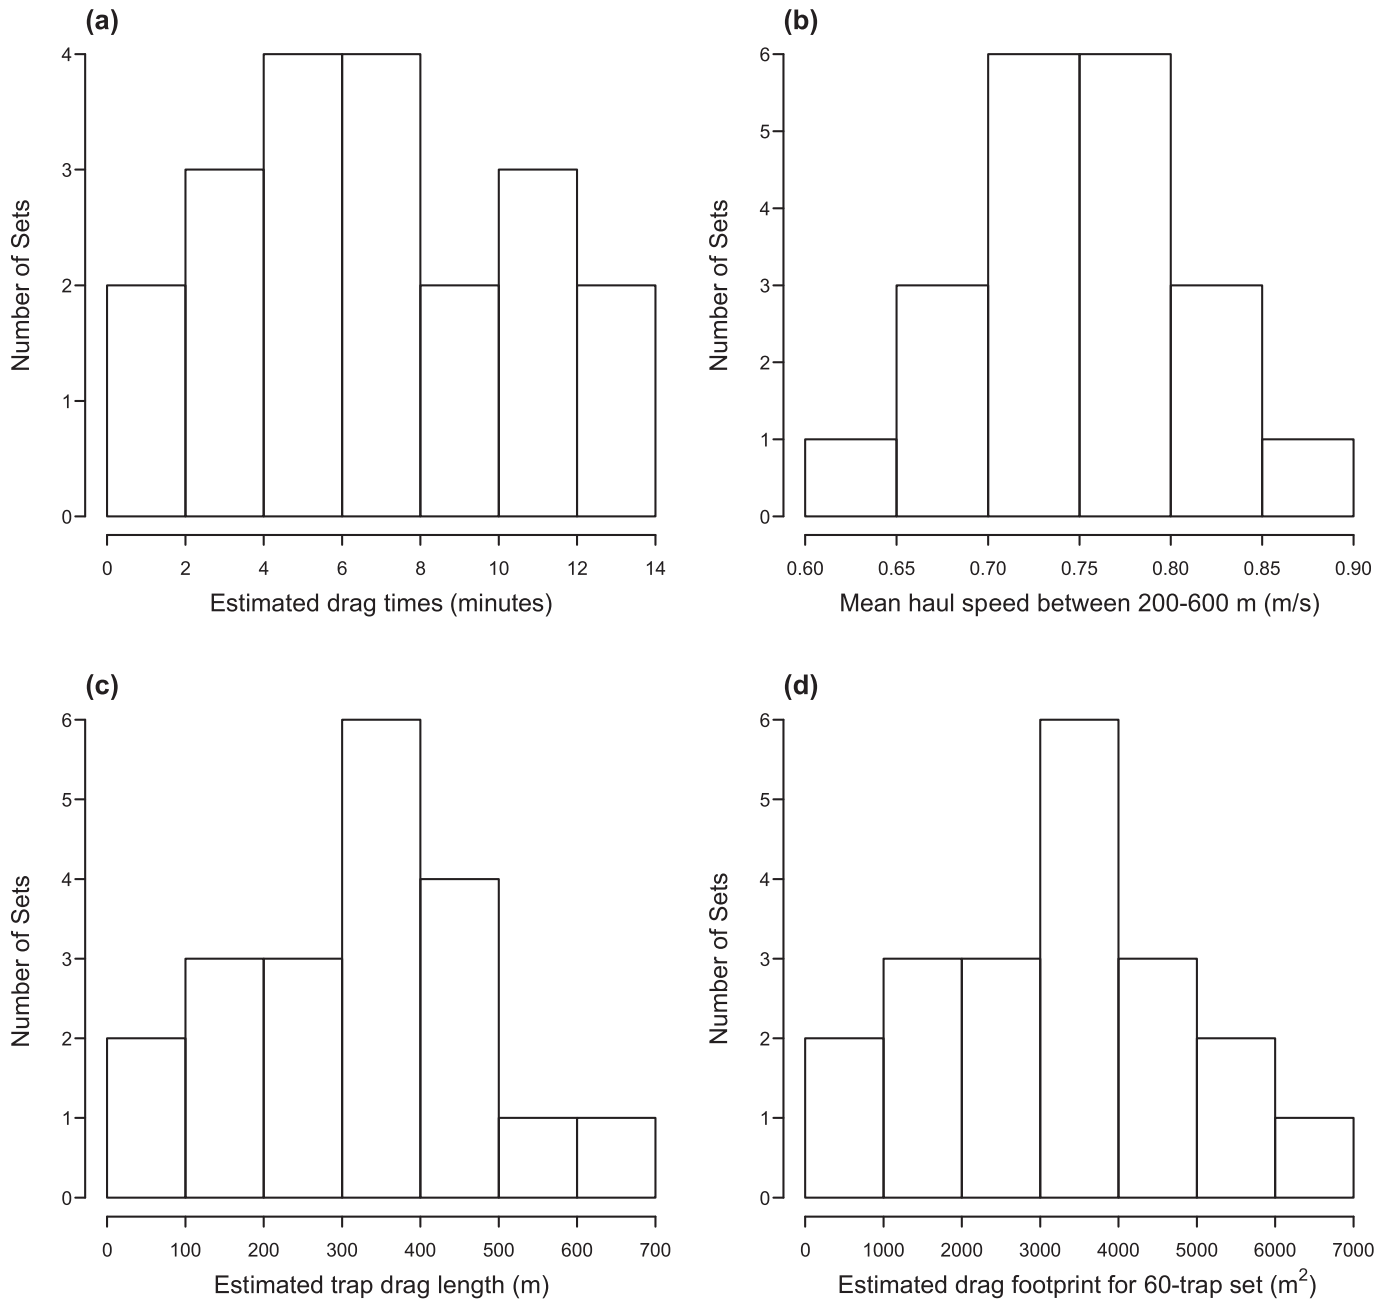 (a)
4
3
2
1
0
Number of Sets
0 2 4 6 8 10 12 14
Estimated drag times (minutes)
(b)
6
5
4
3
2
1
0
Number of Sets
0.60 0.65 0.70 0.75 0.80 0.85 0.90
Mean haul speed between 200-600 m (m/s)
(c)
6
5
4
3
2
1
0
Number of Sets
0 100 200 300 400 500 600 700
Estimated trap drag length (m)
(d)
6
5
4
3
2
1
0
Number of Sets
0 1000 2000 3000 4000 5000 6000 7000
Estimated drag footprint for 60-trap set (m²)